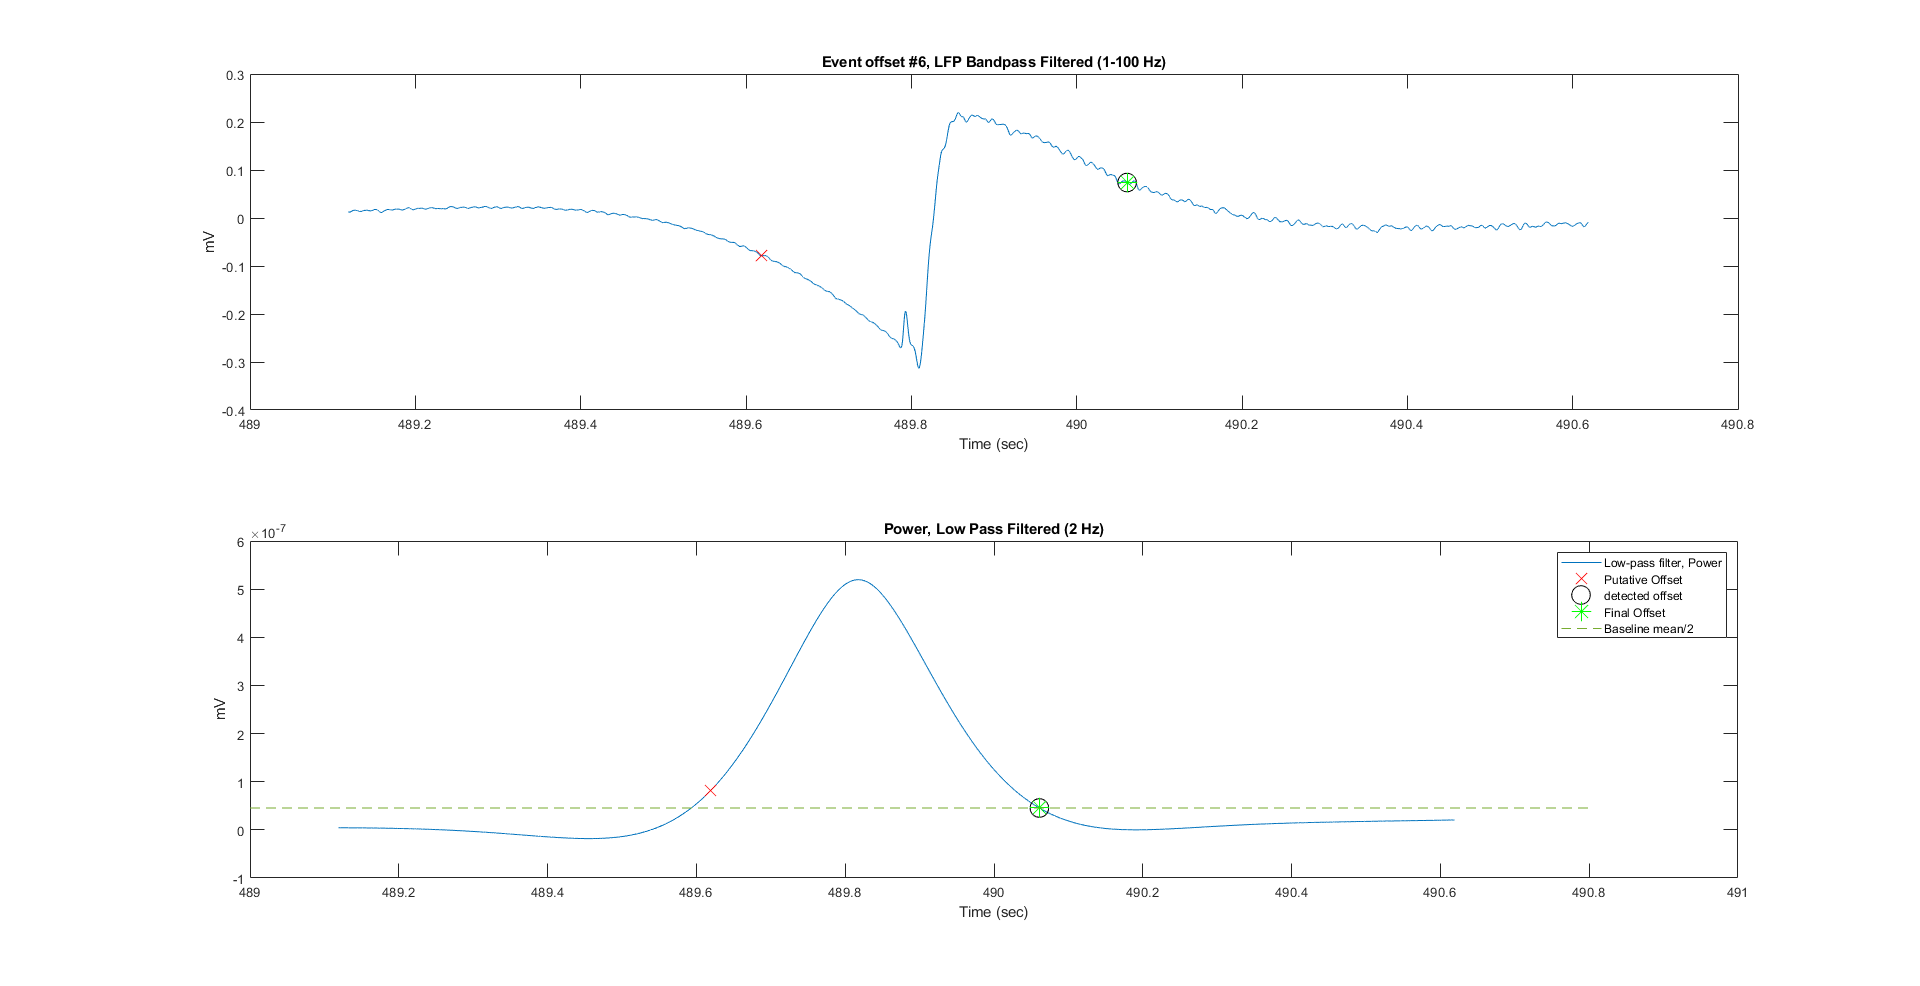 Event offset #6, LFP Bandpass Filtered (1-100 Hz)
0.3
0.2
0.1
0
-0.1
-0.2
-0.3
-0.4
mV
489 489.2 489.4 489.6 489.8 490 490.2 490.4 490.6 490.8
Time (sec)
Power, Low Pass Filtered (2 Hz)
×10-7
6
5
4
3
2
1
0
-1
mV
Low-pass filter, Power
Putative Offset
detected offset
Final Offset
Baseline mean/2
489 489.2 489.4 489.6 489.8 490 490.2 490.4 490.6 490.8 491
Time (sec)